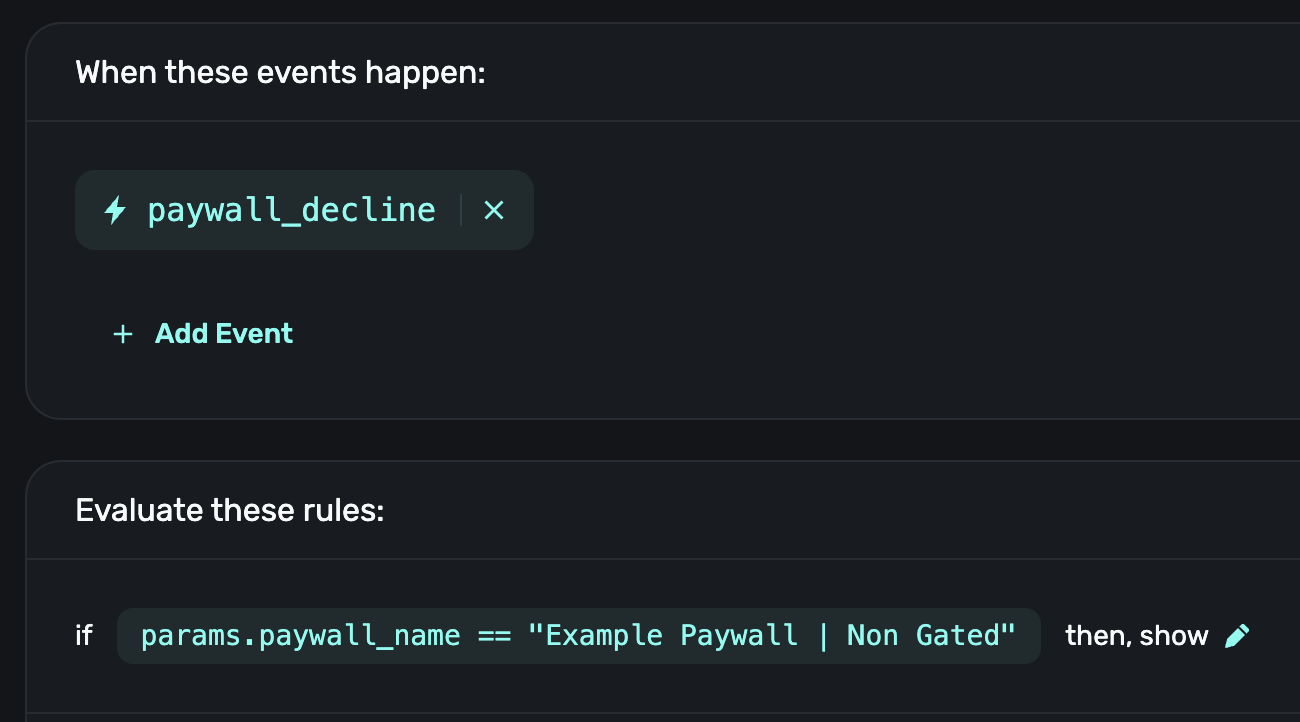 When these events happen:
paywall_decline
+ Add Event
Evaluate these rules:
if params.paywall_name == "Example Paywall | Non Gated" then, show